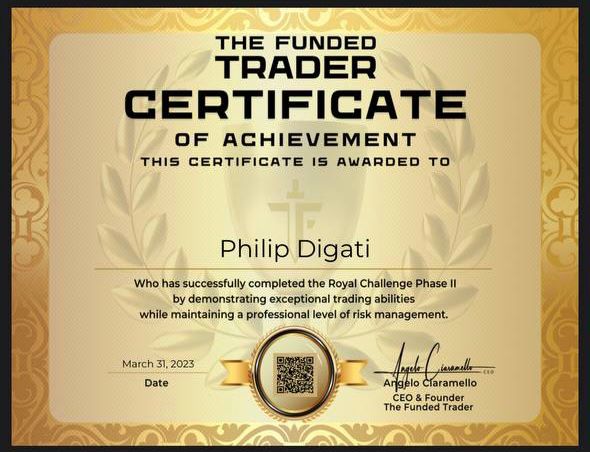 THE FUNDED
TRADER
CERTIFICATE
OF ACHIEVEMENT
THIS CERTIFICATE IS AWARDED TO
TF
Philip Digati
Who has successfully completed the Royal Challenge Phase II
by demonstrating exceptional trading abilities
while maintaining a professional level of risk management.
March 31, 2023
Date
Angelo Ciaramello CEO
Angelo Ciaramello
CEO & Founder
The Funded Trader